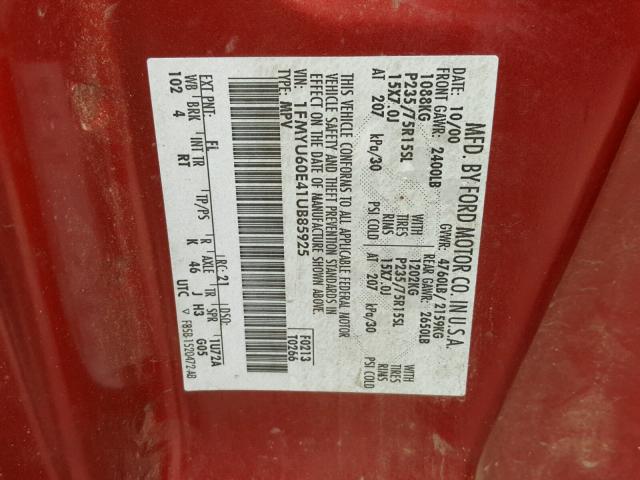 MFD. BY FORD MOTOR CO. IN U.S.A.
DATE: 10/00 GVWR: 4760LB/ 2159KG
FRONT GAWR: 2400LB REAR GAWR: 2650LB
1088KG WITH 1202KG WITH
P235/75R15SL TIRES P235/75R15SL TIRES
15X7.0J RIMS 15X7.0J RIMS
AT 207 kPa/30 PSI COLD AT 207 kPa/30 PSI COLD
THIS VEHICLE CONFORMS TO ALL APPLICABLE FEDERAL MOTOR
VEHICLE SAFETY AND THEFT PREVENTION STANDARDS IN
EFFECT ON THE DATE OF MANUFACTURE SHOWN ABOVE.
VIN: 1FMYU60E41UB85925 F0213
TYPE: MPV T0266
EXT PNT: FL RC: 21 DSO:
WB BRK INT TR TP/PS R AXLE TR SPR 1U72A
102 4 RT K 46 J H3 G05
UTC F85B-1520472-AB